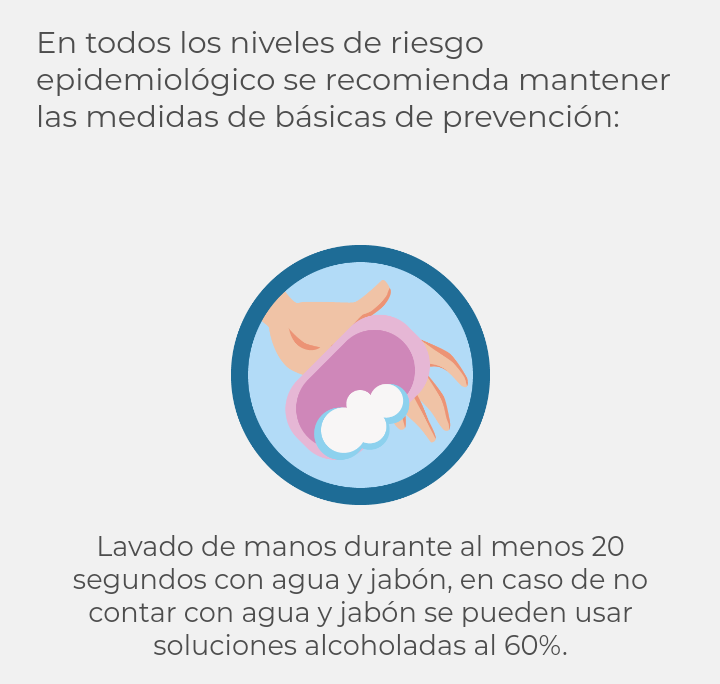 En todos los niveles de riesgo
epidemiológico se recomienda mantener
las medidas de básicas de prevención:
Lavado de manos durante al menos 20
segundos con agua y jabón, en caso de no
contar con agua y jabón se pueden usar
soluciones alcoholadas al 60%.